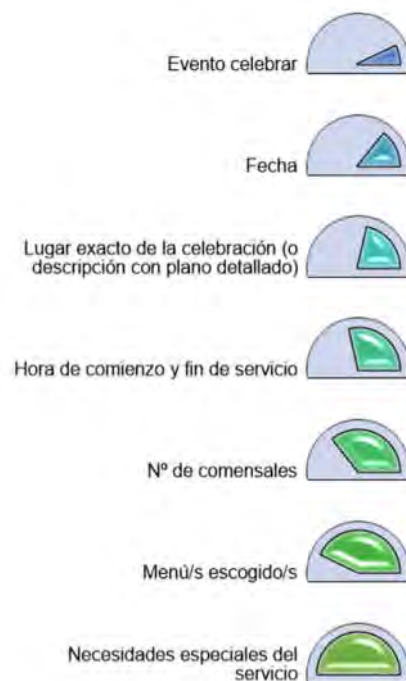 Evento celebrar
Fecha
Lugar exacto de la celebración (o
descripción con plano detallado)
Hora de comienzo y fin de servicio
Nº de comensales
Menú/s escogido/s
Necesidades especiales del
servicio